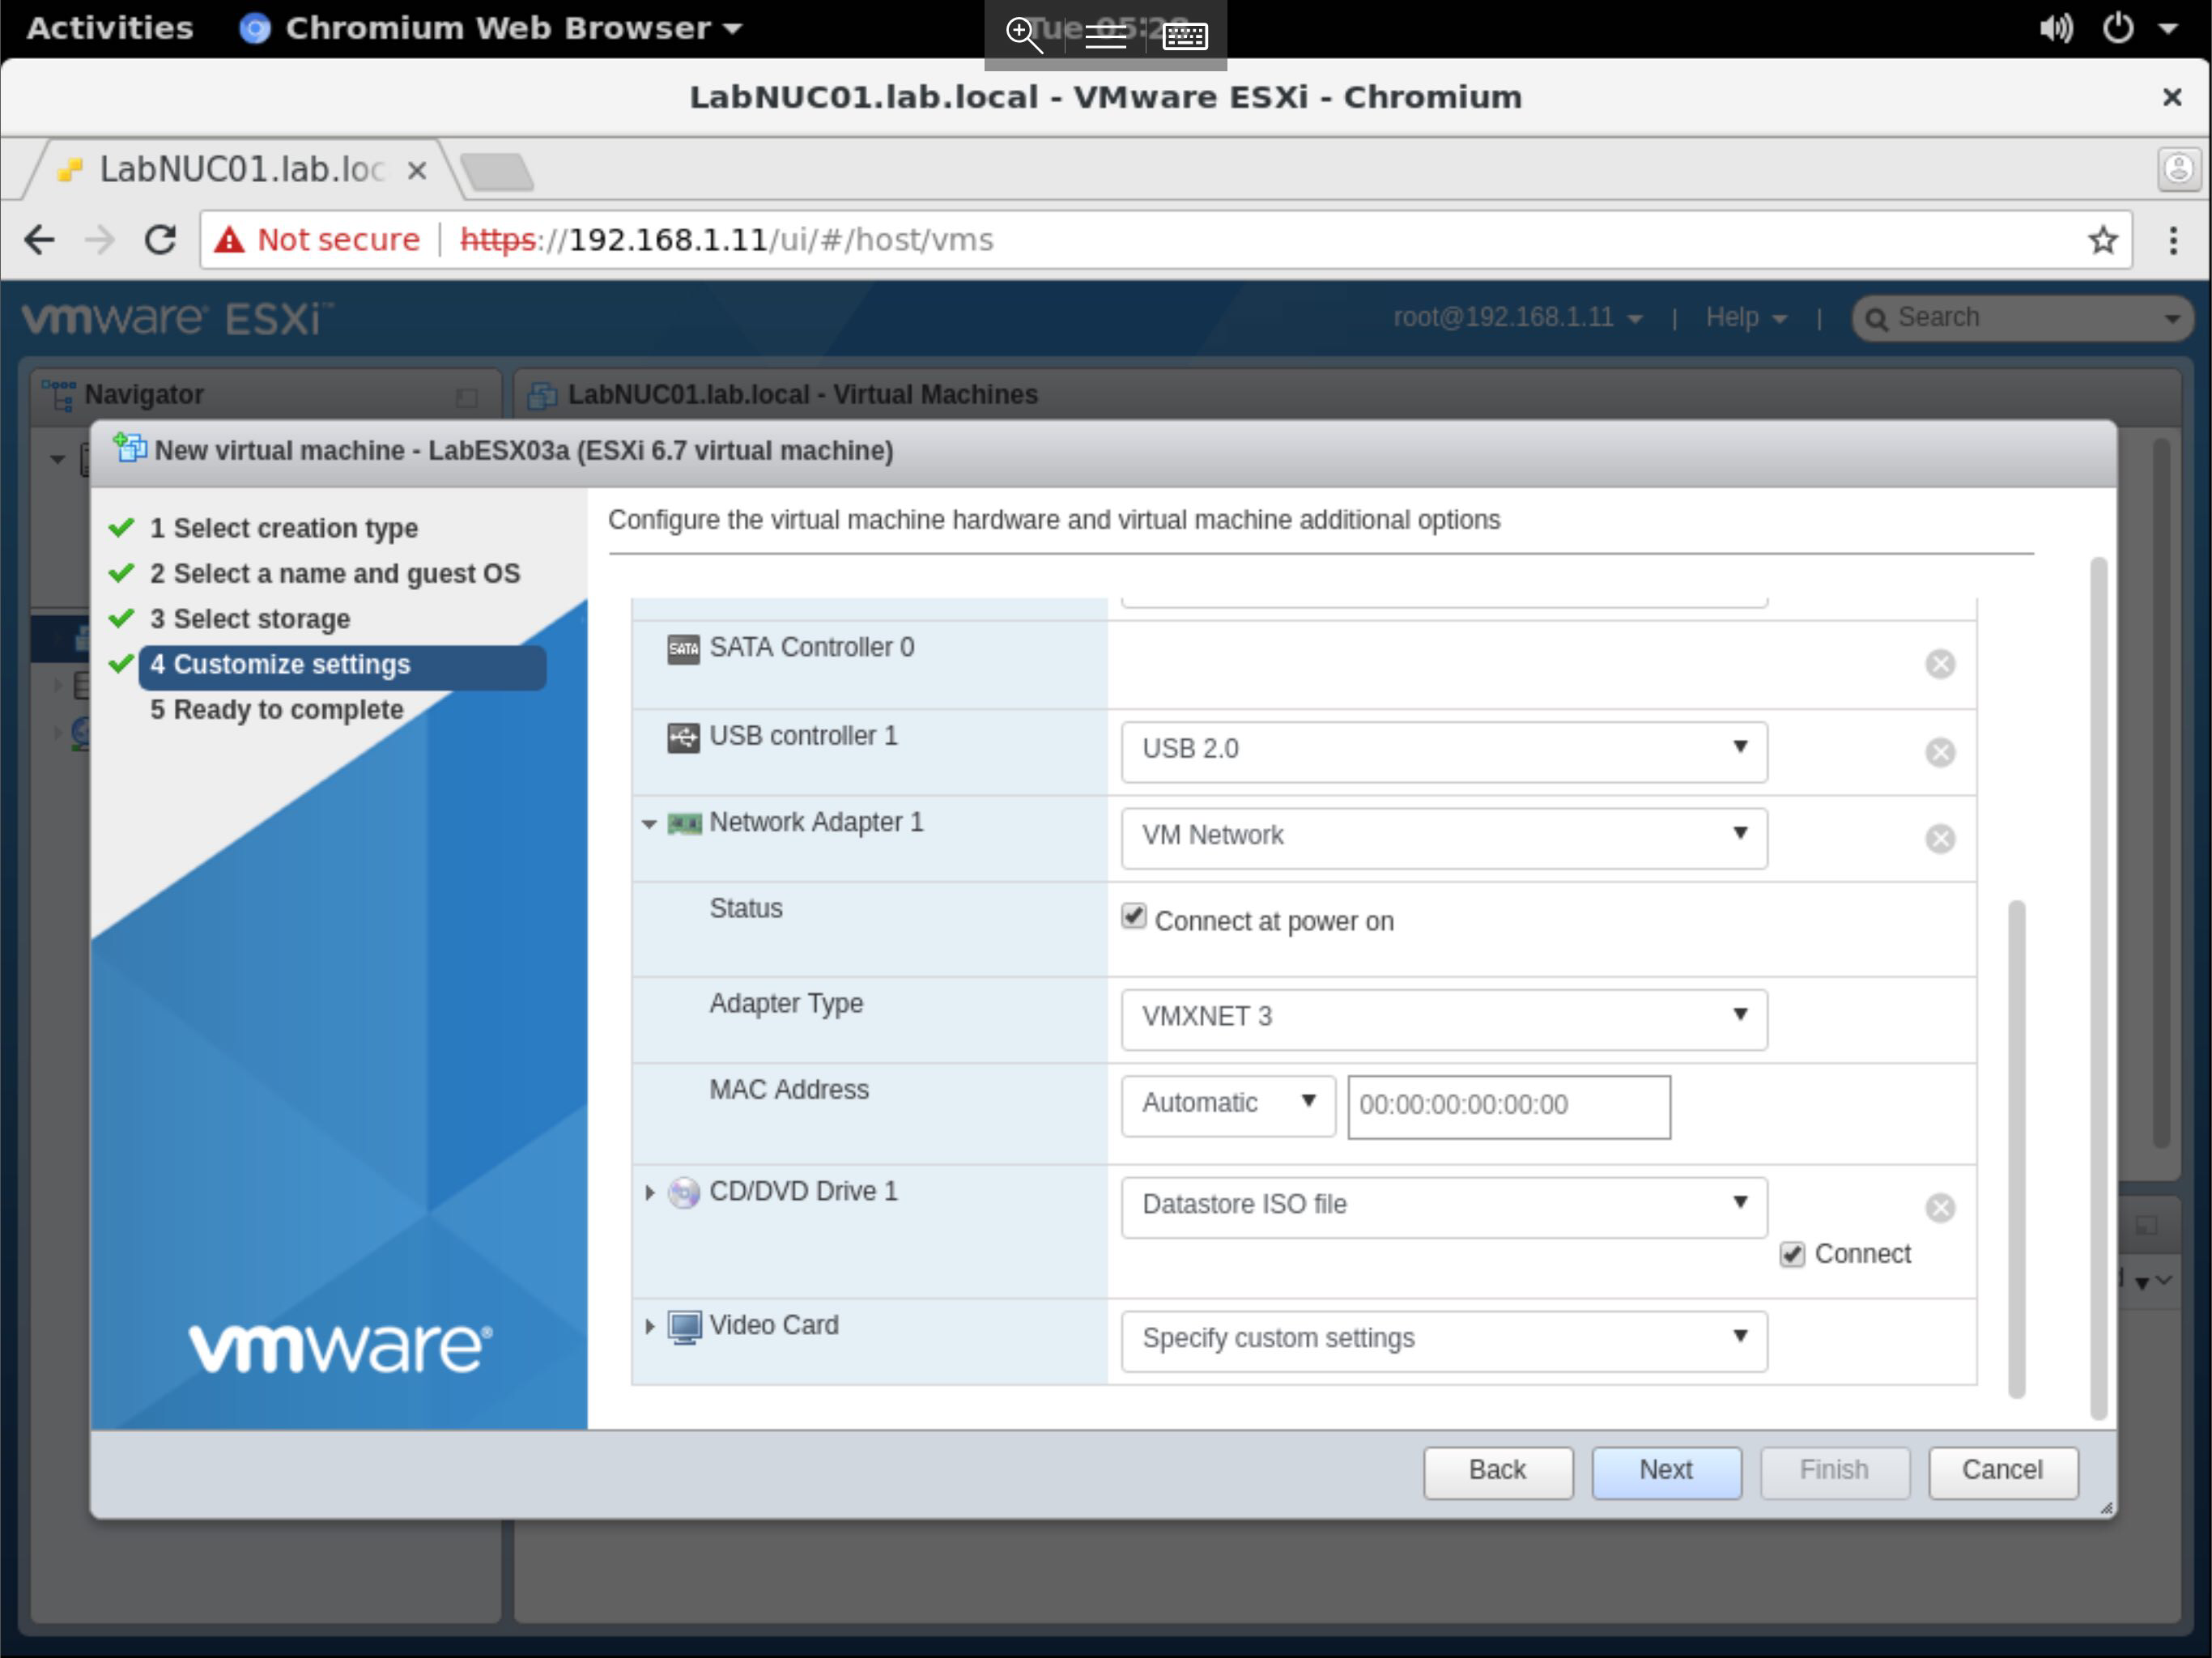 Activities Chromium Web Browser Tue 05:28
LabNUC01.lab.local - VMware ESXi - Chromium
LabNUC01.lab.loc
Not secure https://192.168.1.11/ui/#/host/vms
vmware® ESXi™ root@192.168.1.11 | Help | Search
Navigator LabNUC01.lab.local - Virtual Machines
New virtual machine - LabESX03a (ESXi 6.7 virtual machine)
1 Select creation type
2 Select a name and guest OS
3 Select storage
4 Customize settings
5 Ready to complete
vmware®
Configure the virtual machine hardware and virtual machine additional options
SATA SATA Controller 0
USB controller 1 USB 2.0
Network Adapter 1 VM Network
Status Connect at power on
Adapter Type VMXNET 3
MAC Address Automatic 00:00:00:00:00:00
CD/DVD Drive 1 Datastore ISO file
Connect
Video Card Specify custom settings
Back Next Finish Cancel